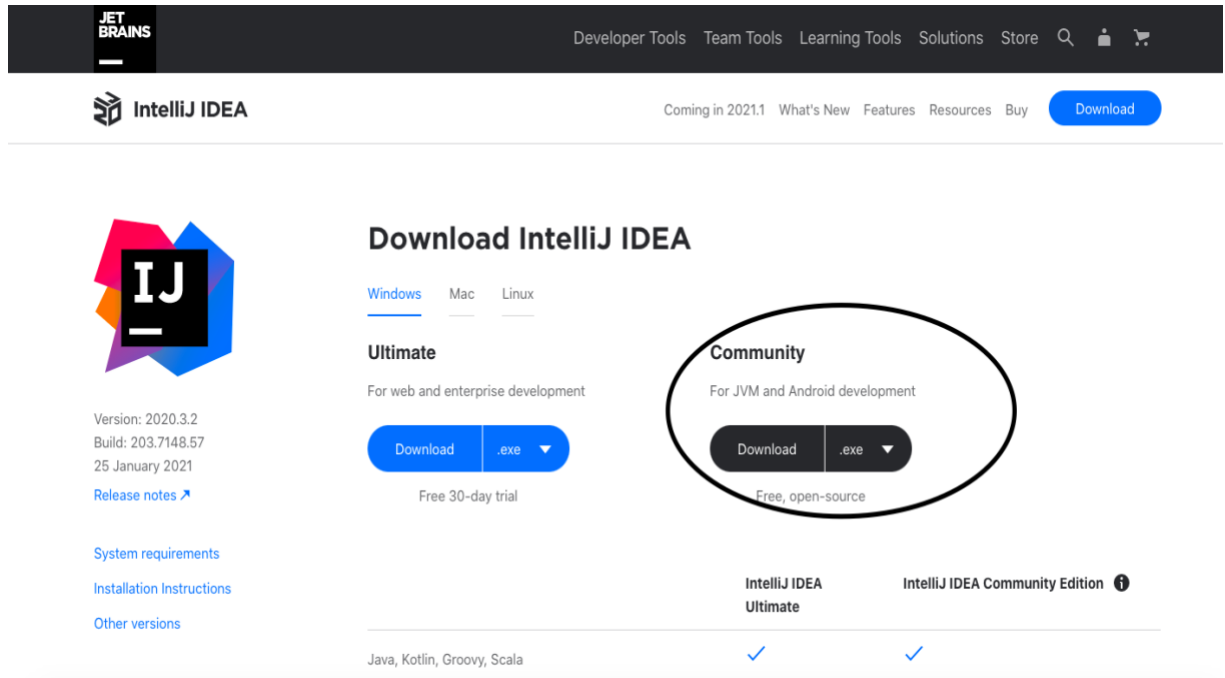 JET
BRAINS
Developer Tools Team Tools Learning Tools Solutions Store
IntelliJ IDEA
Coming in 2021.1 What's New Features Resources Buy Download
IJ
Download IntelliJ IDEA
Windows Mac Linux
Ultimate
For web and enterprise development
Download .exe
Free 30-day trial
Community
For JVM and Android development
Download .exe
Free, open-source
Version: 2020.3.2
Build: 203.7148.57
25 January 2021
Release notes
System requirements
Installation Instructions
Other versions
IntelliJ IDEA
Ultimate
IntelliJ IDEA Community Edition
Java, Kotlin, Groovy, Scala